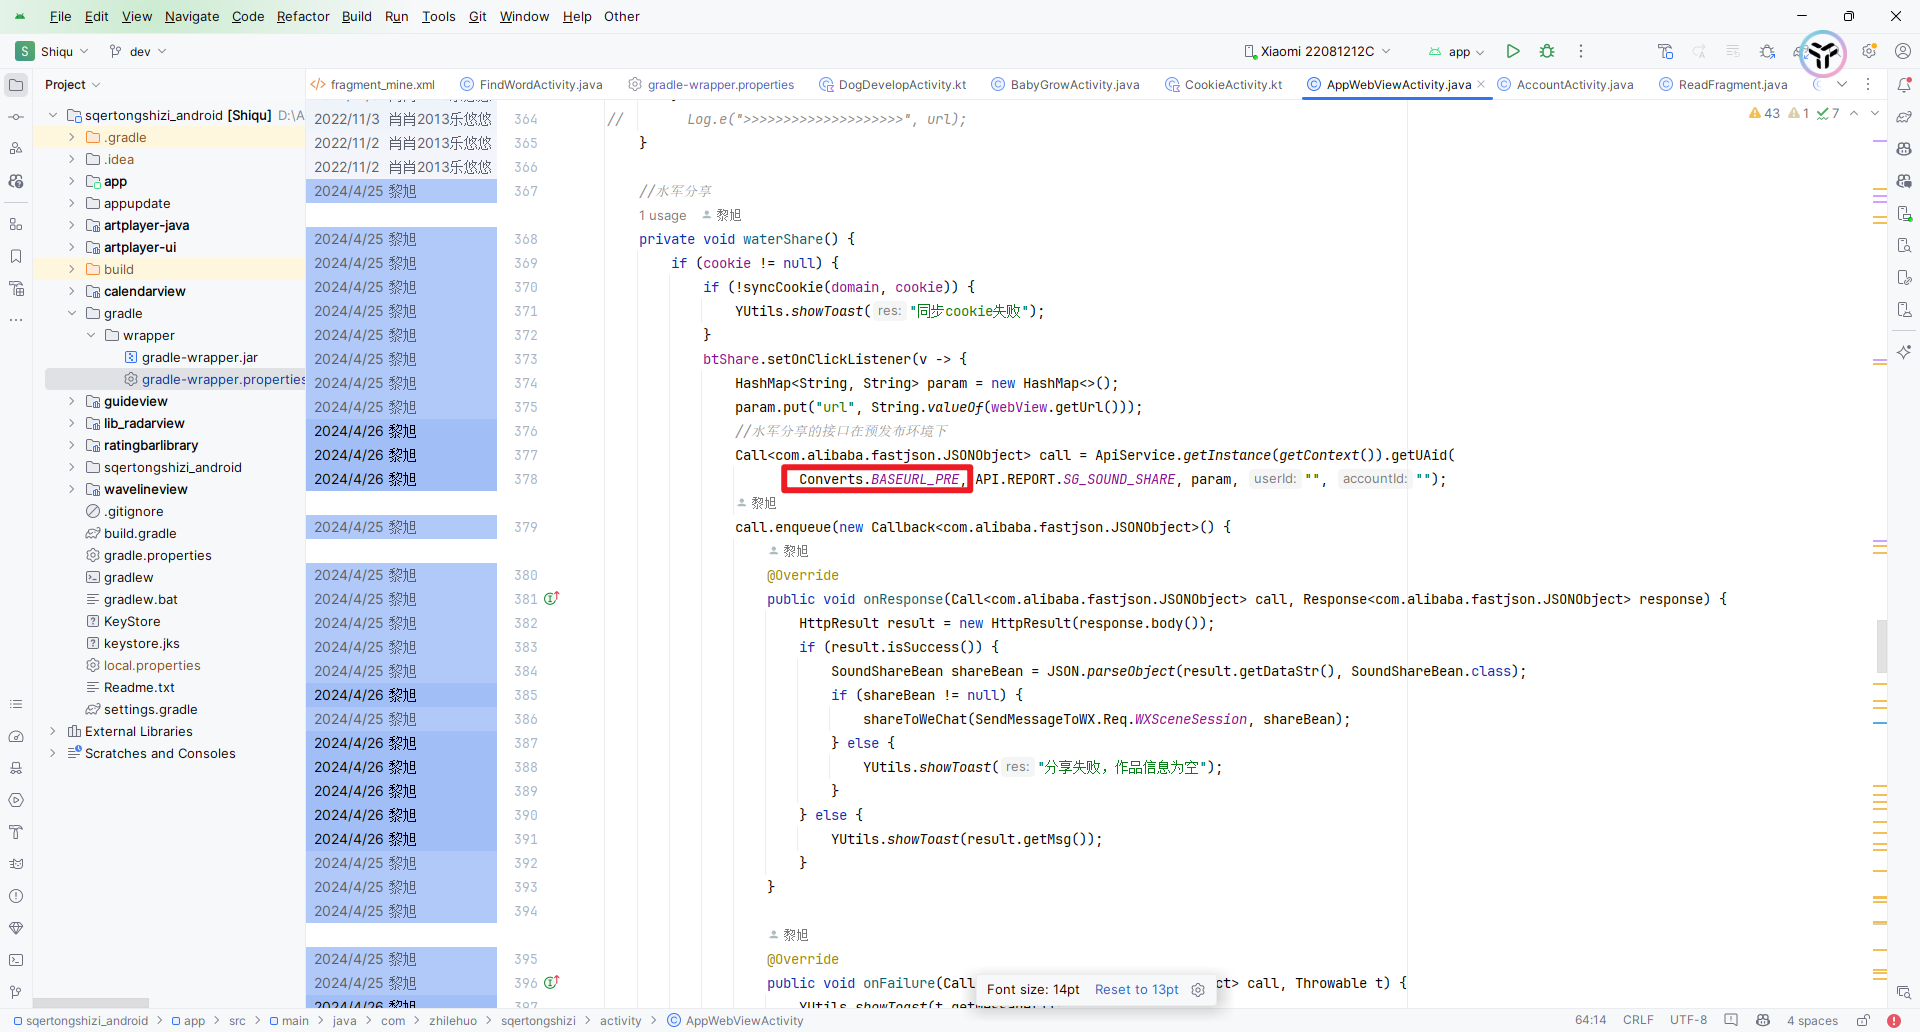 File Edit View Navigate Code Refactor Build Run Tools Git Window Help Other
S Shiqu dev Xiaomi 22081212C app
Project
fragment_mine.xml FindWordActivity.java gradle-wrapper.properties DogDevelopActivity.kt BabyGrowActivity.java CookieActivity.kt AppWebViewActivity.java AccountActivity.java ReadFragment.java
43 1 7
sqertongshizi_android [Shiqu] D:\A
.gradle
.idea
app
appupdate
artplayer-java
artplayer-ui
build
calendarview
gradle
wrapper
gradle-wrapper.jar
gradle-wrapper.properties
guideview
lib_radarview
ratingbarlibrary
sqertongshizi_android
wavelineview
.gitignore
build.gradle
gradle.properties
gradlew
gradlew.bat
KeyStore
keystore.jks
local.properties
Readme.txt
settings.gradle
External Libraries
Scratches and Consoles
2022/11/3 肖肖2013乐悠悠 364 // Log.e(">>>>>>>>>>>>>>>>>>>>", url);
2022/11/2 肖肖2013乐悠悠 365 }
2022/11/2 肖肖2013乐悠悠 366
2024/4/25 黎旭 367 //水军分享
1 usage 黎旭
2024/4/25 黎旭 368 private void waterShare() {
2024/4/25 黎旭 369 if (cookie != null) {
2024/4/25 黎旭 370 if (!syncCookie(domain, cookie)) {
2024/4/25 黎旭 371 YUtils.showToast( res: "同步cookie失败");
2024/4/25 黎旭 372 }
2024/4/25 黎旭 373 btShare.setOnClickListener(v -> {
2024/4/25 黎旭 374 HashMap<String, String> param = new HashMap<>();
2024/4/25 黎旭 375 param.put("url", String.valueOf(webView.getUrl()));
2024/4/26 黎旭 376 //水军分享的接口在预发布环境下
2024/4/26 黎旭 377 Call<com.alibaba.fastjson.JSONObject> call = ApiService.getInstance(getContext()).getUAid(
2024/4/26 黎旭 378 Converts.BASEURL_PRE, API.REPORT.SG_SOUND_SHARE, param, userId: "", accountId: "");
黎旭
2024/4/25 黎旭 379 call.enqueue(new Callback<com.alibaba.fastjson.JSONObject>() {
黎旭
2024/4/25 黎旭 380 @Override
2024/4/25 黎旭 381 public void onResponse(Call<com.alibaba.fastjson.JSONObject> call, Response<com.alibaba.fastjson.JSONObject> response) {
2024/4/25 黎旭 382 HttpResult result = new HttpResult(response.body());
2024/4/25 黎旭 383 if (result.isSuccess()) {
2024/4/25 黎旭 384 SoundShareBean shareBean = JSON.parseObject(result.getDataStr(), SoundShareBean.class);
2024/4/26 黎旭 385 if (shareBean != null) {
2024/4/25 黎旭 386 shareToWeChat(SendMessageToWX.Req.WXSceneSession, shareBean);
2024/4/26 黎旭 387 } else {
2024/4/26 黎旭 388 YUtils.showToast( res: "分享失败，作品信息为空");
2024/4/26 黎旭 389 }
2024/4/26 黎旭 390 } else {
2024/4/26 黎旭 391 YUtils.showToast(result.getMsg());
2024/4/25 黎旭 392 }
2024/4/25 黎旭 393 }
2024/4/25 黎旭 394
黎旭
2024/4/25 黎旭 395 @Override
2024/4/25 黎旭 396 public void onFailure(Call t> call, Throwable t) {
2024/4/26 黎旭 397 YUtils.showToast(t.getMessage());
Font size: 14pt Reset to 13pt
sqertongshizi_android > app > src > main > java > com > zhilehuo > sqertongshizi > activity > AppWebViewActivity 64:14 CRLF UTF-8 4 spaces